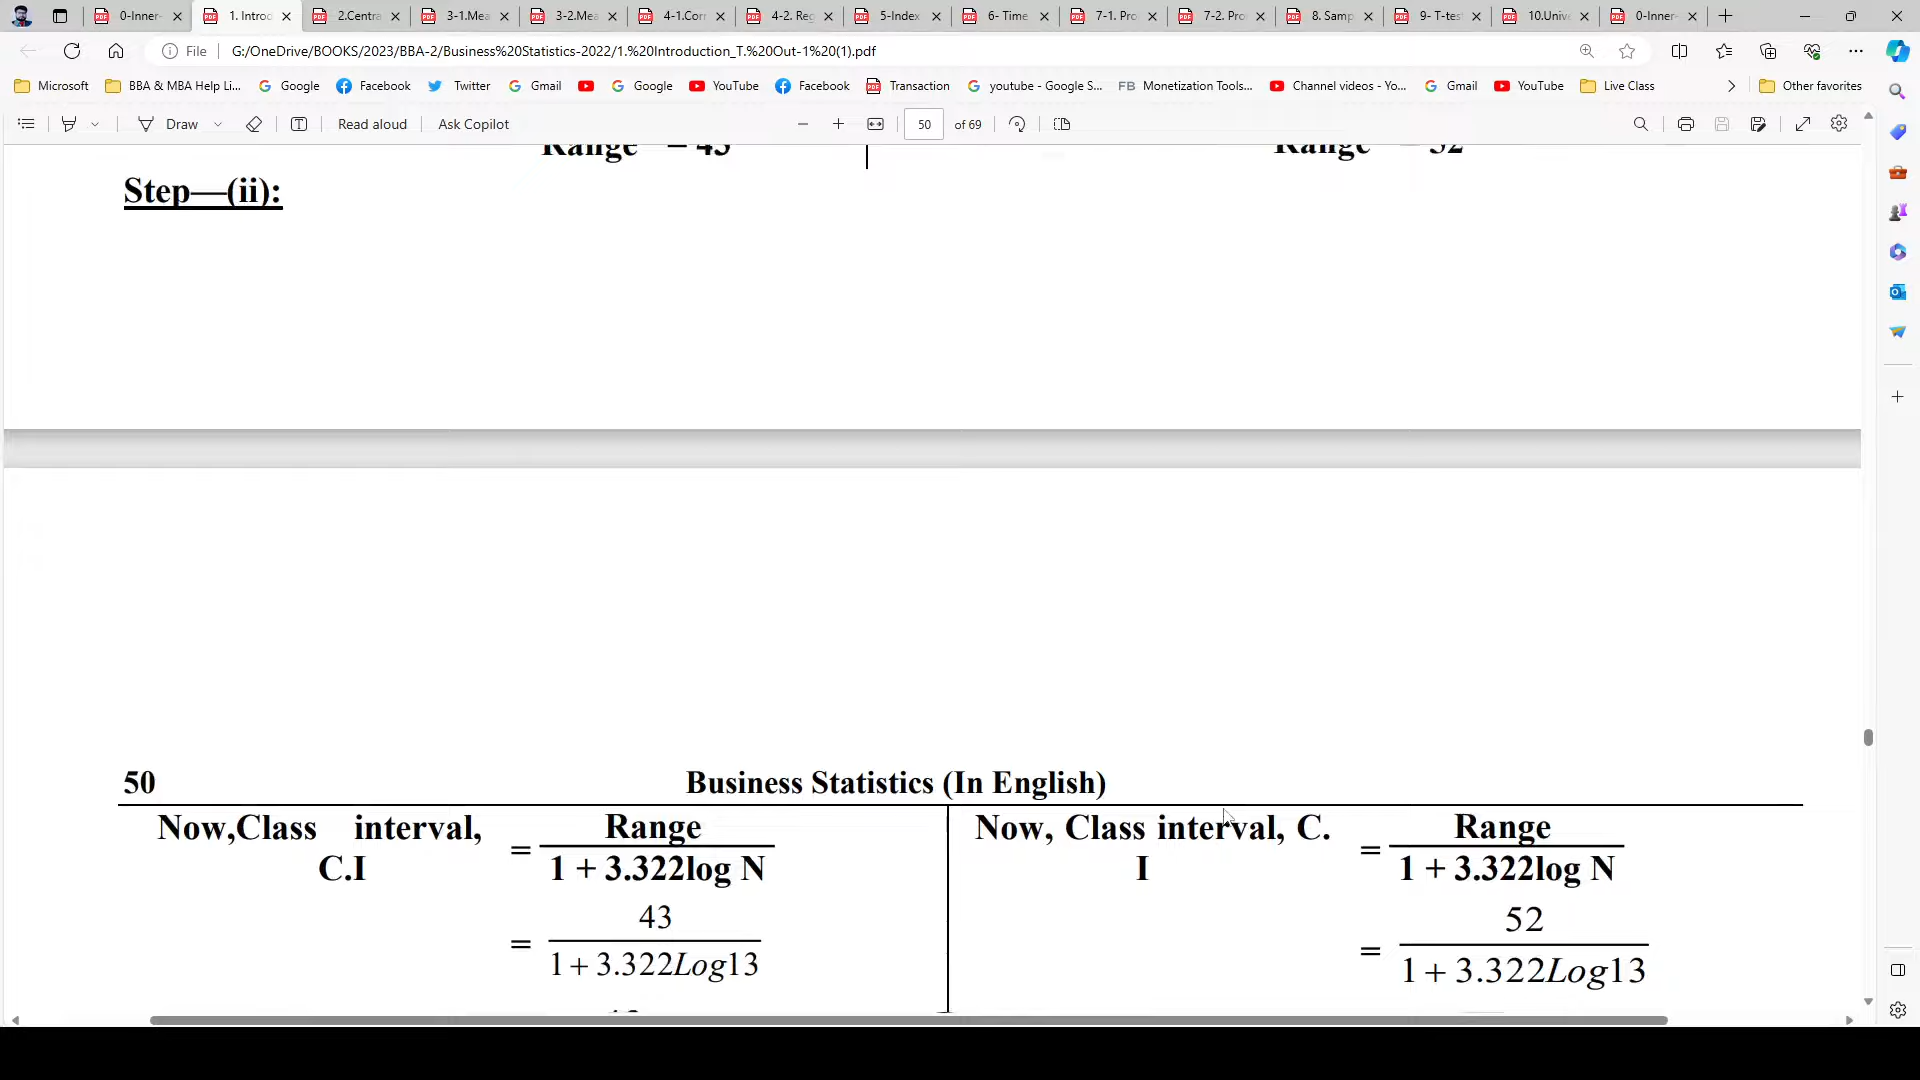 0-Inner-
1. Introd
2.Centra
3-1.Mea
3-2.Mea
4-1.Corr
4-2. Reg
5-Index
6- Time
7-1. Pro
7-2. Pro
8. Samp
9- T-test
10.Unive
0-Inner-
File
G:/OneDrive/BOOKS/2023/BBA-2/Business%20Statistics-2022/1.%20Introduction_T.%20Out-1%20(1).pdf
Microsoft
BBA & MBA Help Li...
Google
Facebook
Twitter
Gmail
Google
YouTube
Facebook
Transaction
youtube - Google S...
FB Monetization Tools...
Channel videos - Yo...
Gmail
YouTube
Live Class
Other favorites
Draw
Read aloud
Ask Copilot
50 of 69
Range = 43
Range = 52
Step—(ii):
50 Business Statistics (In English)
Now,Class interval, C.I = Range / 1 + 3.322log N
= 43 / 1 + 3.322Log13
Now, Class interval, C. I = Range / 1 + 3.322log N
= 52 / 1 + 3.322Log13